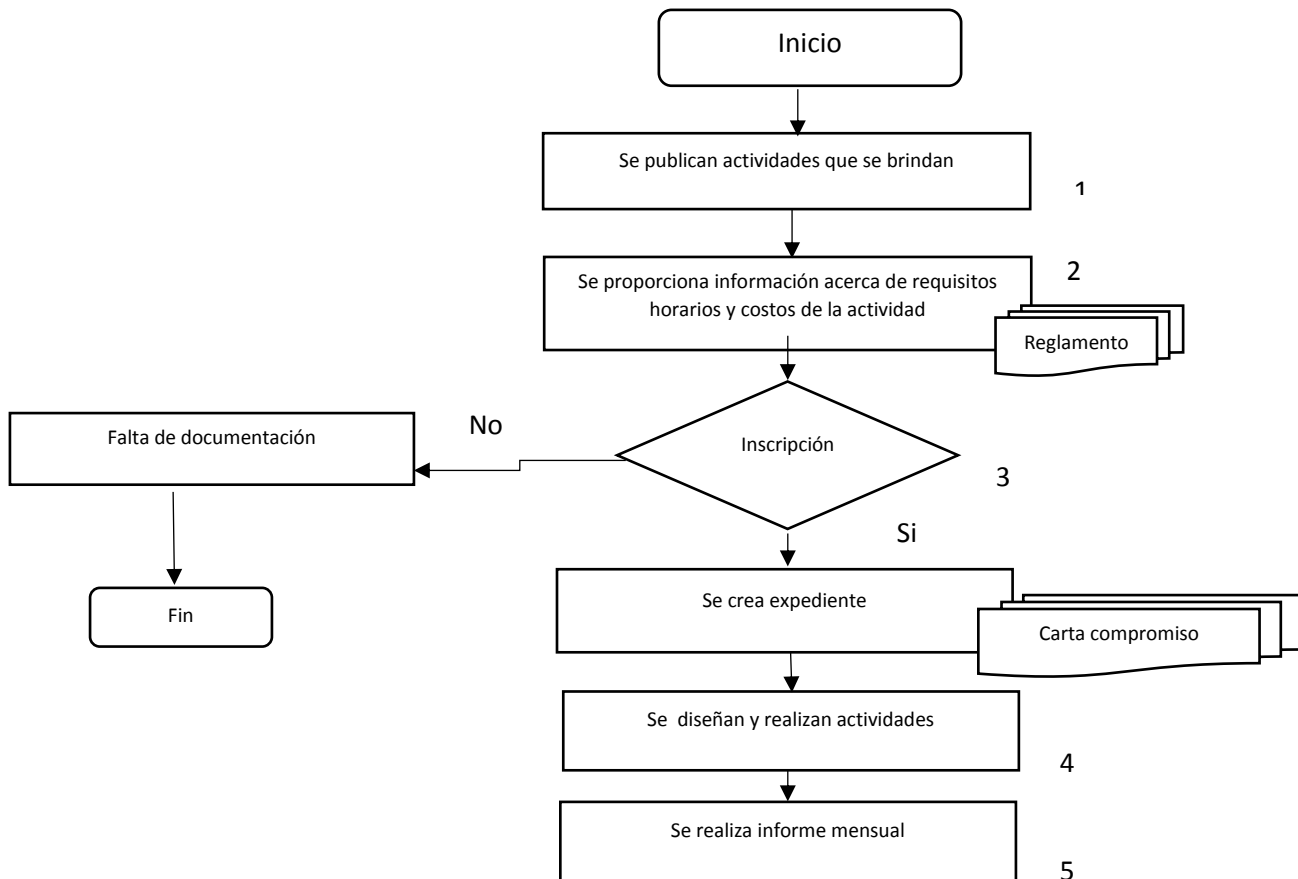 Inicio
Se publican actividades que se brindan
1
Se proporciona información acerca de requisitos
horarios y costos de la actividad
2
Reglamento
Inscripción
3
No
Falta de documentación
Fin
Si
Se crea expediente
Carta compromiso
Se diseñan y realizan actividades
4
Se realiza informe mensual
5